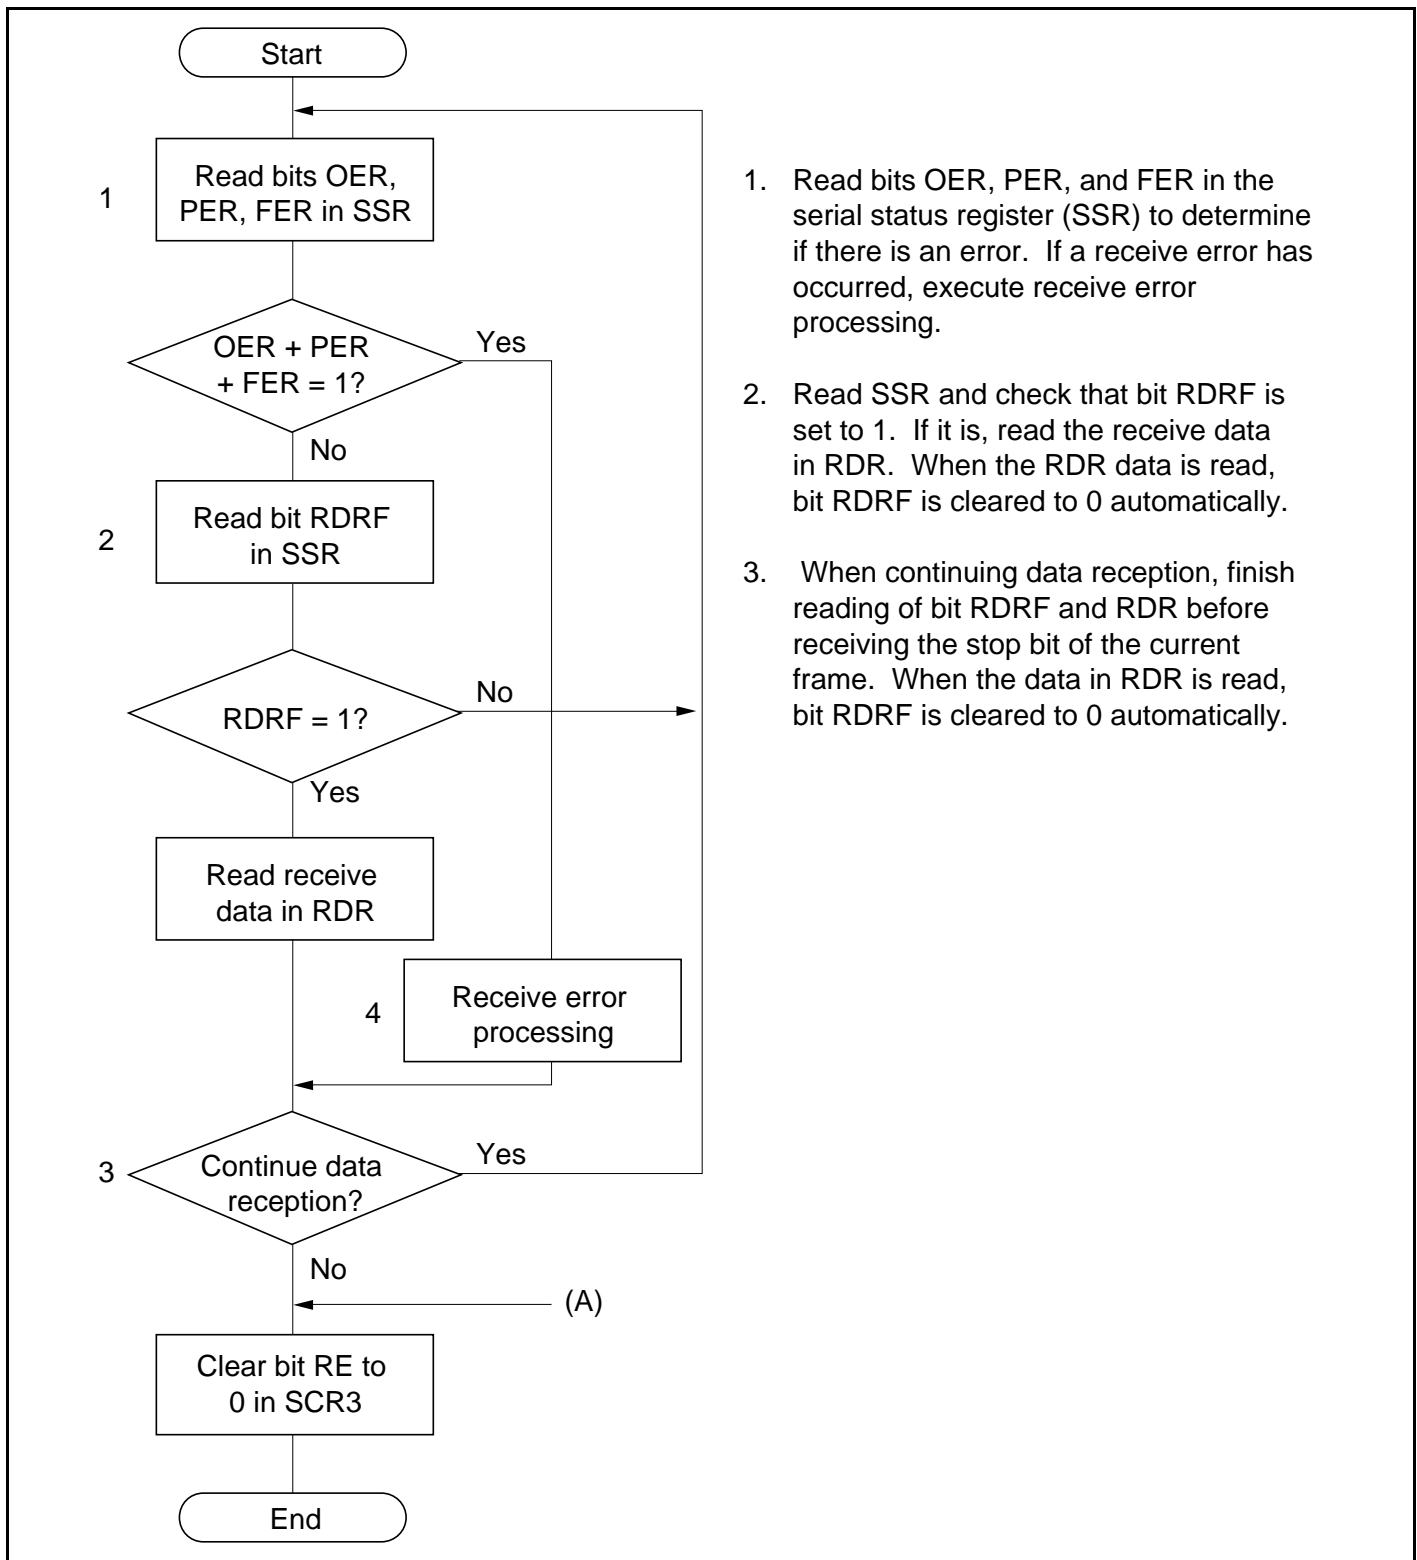 Start
1
Read bits OER,
PER, FER in SSR
OER + PER
+ FER = 1?
Yes
No
2
Read bit RDRF
in SSR
RDRF = 1?
No
Yes
Read receive
data in RDR
4
Receive error
processing
3
Continue data
reception?
Yes
No
(A)
Clear bit RE to
0 in SCR3
End
1. Read bits OER, PER, and FER in the
serial status register (SSR) to determine
if there is an error. If a receive error has
occurred, execute receive error
processing.
2. Read SSR and check that bit RDRF is
set to 1. If it is, read the receive data
in RDR. When the RDR data is read,
bit RDRF is cleared to 0 automatically.
3. When continuing data reception, finish
reading of bit RDRF and RDR before
receiving the stop bit of the current
frame. When the data in RDR is read,
bit RDRF is cleared to 0 automatically.